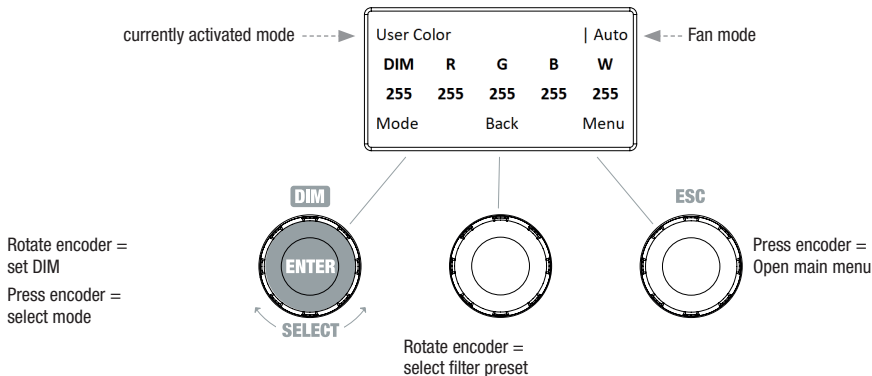 currently activated mode
User Color | Auto
Fan mode
DIM R G B W
255 255 255 255 255
Mode Back Menu
DIM
ESC
Rotate encoder =
set DIM
Press encoder =
select mode
ENTER
SELECT
Press encoder =
Open main menu
Rotate encoder =
select filter preset